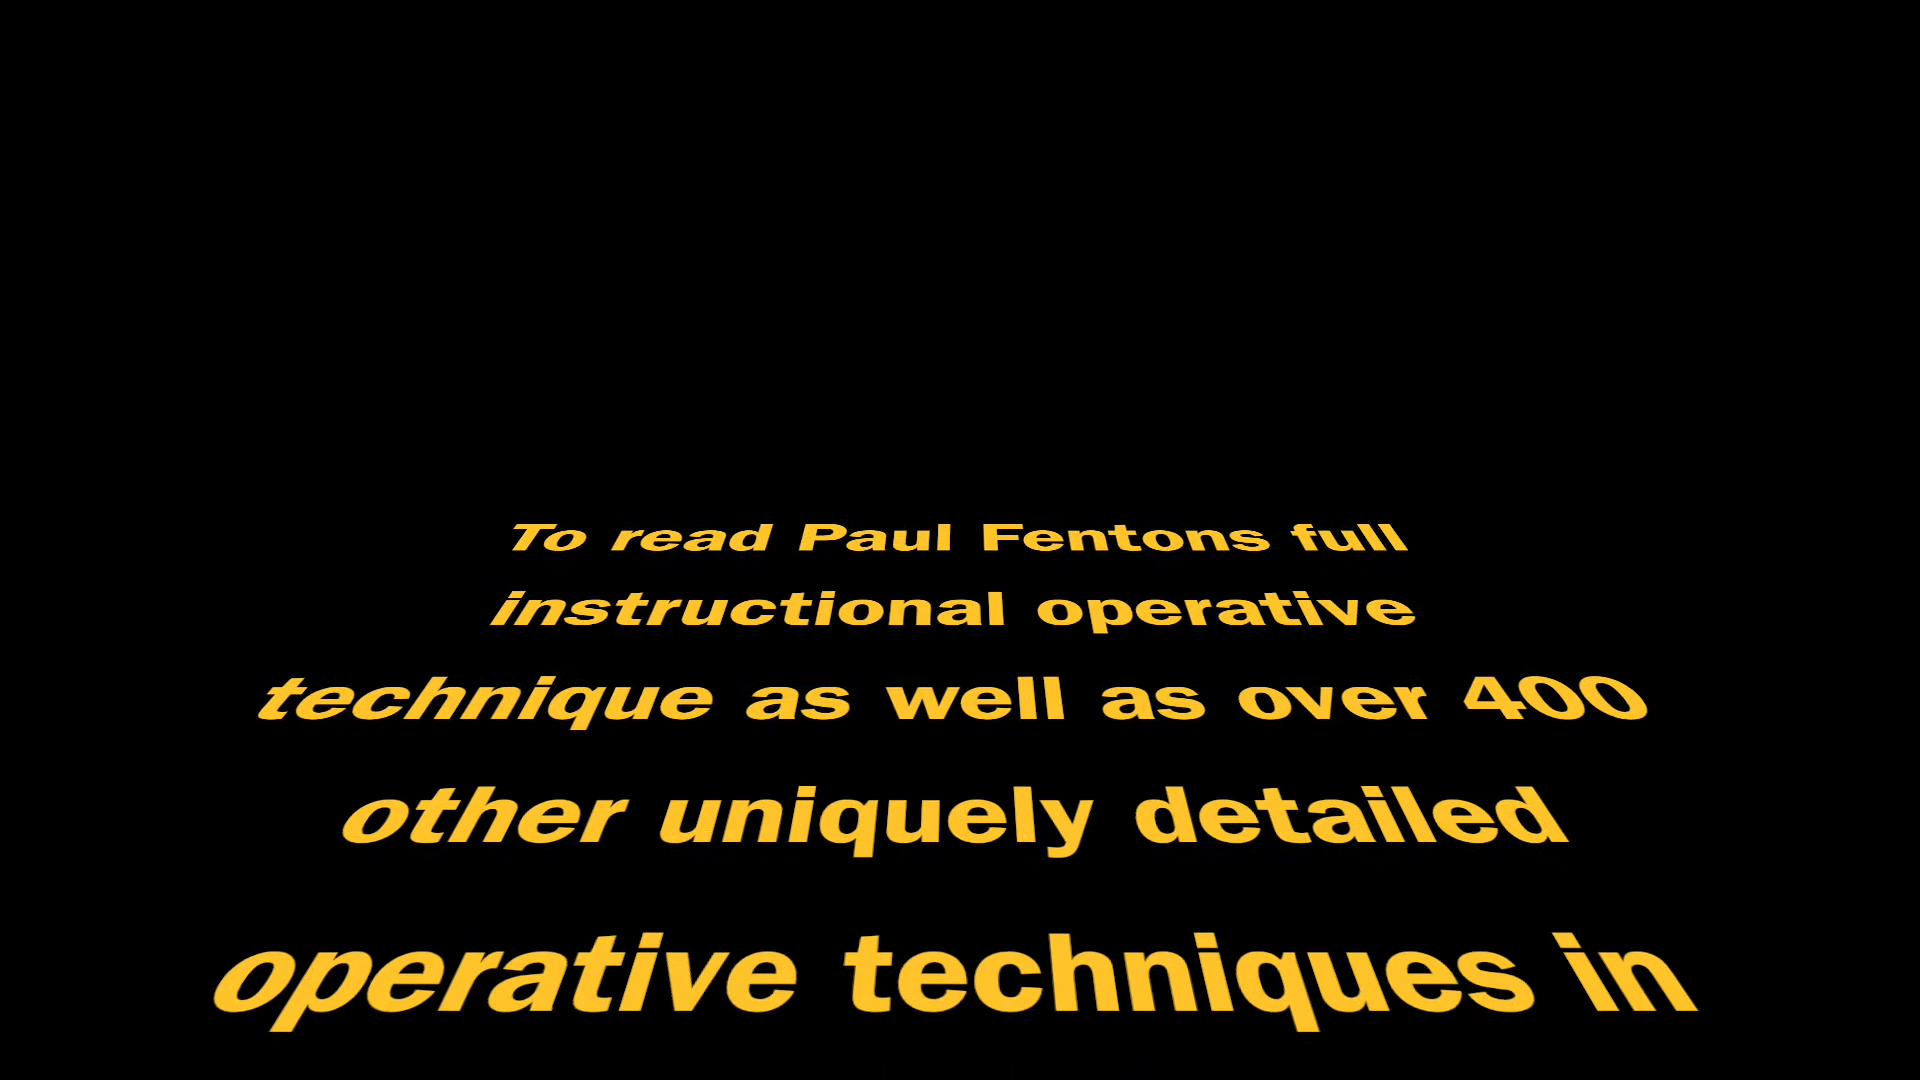 To read Paul Fentons full
instructional operative
technique as well as over 400
other uniquely detailed
operative techniques in